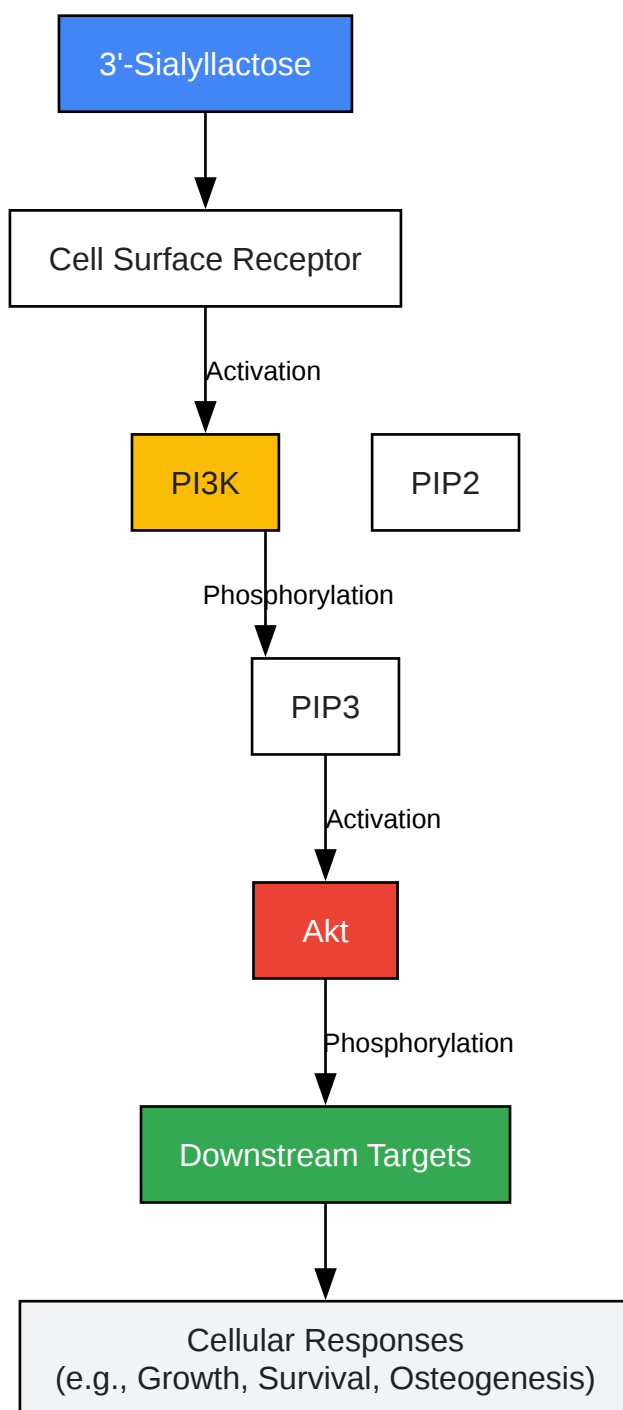 3'-Sialyllactose
Cell Surface Receptor
Activation
PI3K
PIP2
Phosphorylation
PIP3
Activation
Akt
Phosphorylation
Downstream Targets
Cellular Responses
(e.g., Growth, Survival, Osteogenesis)